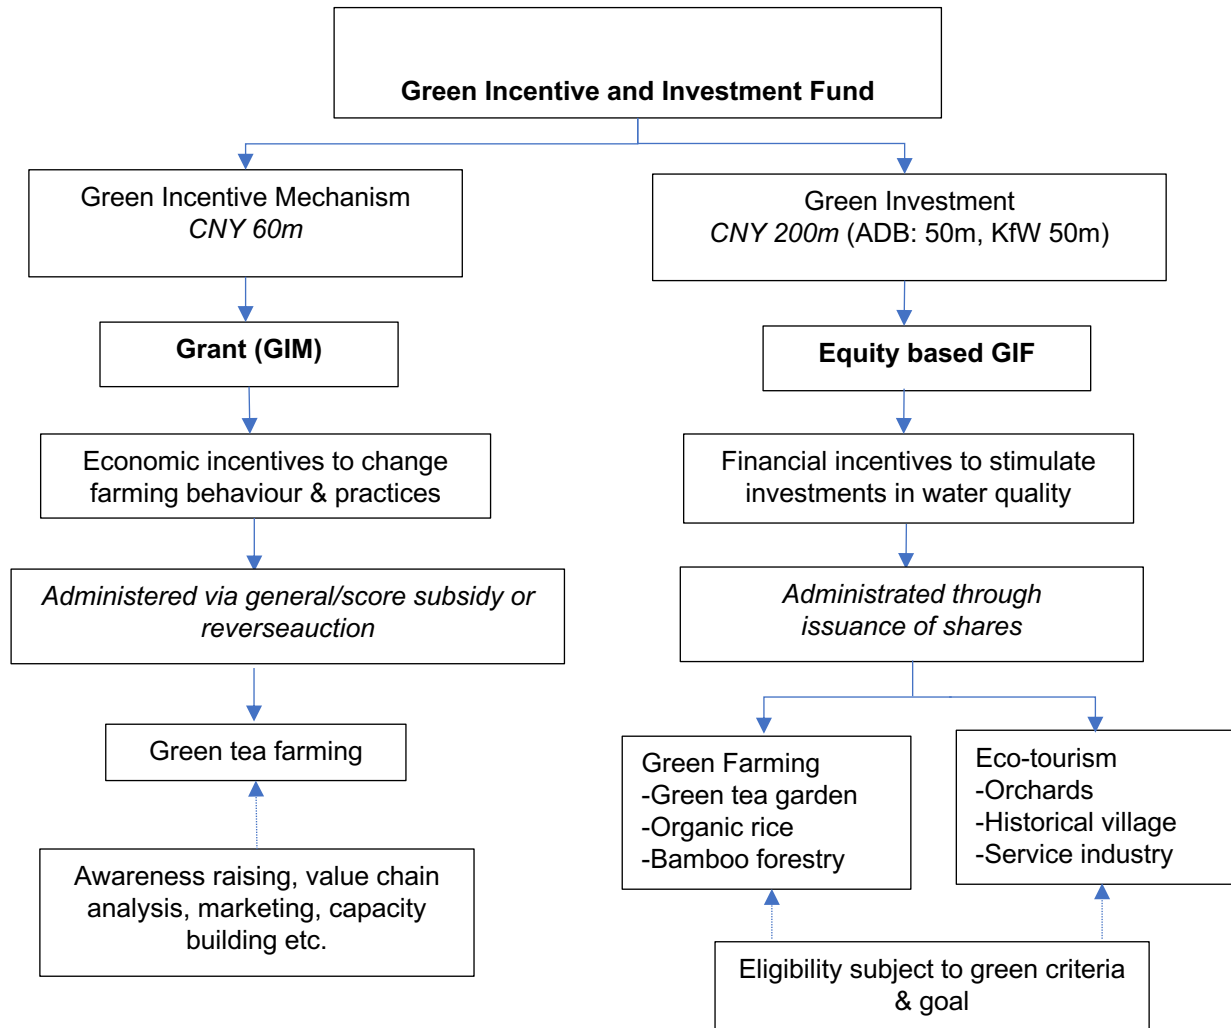 Green Incentive and Investment Fund
Green Incentive Mechanism
CNY 60m
Green Investment
CNY 200m (ADB: 50m, KfW 50m)
Grant (GIM)
Equity based GIF
Economic incentives to change
farming behaviour & practices
Financial incentives to stimulate
investments in water quality
Administered via general/score subsidy or
reverseauction
Administrated through
issuance of shares
Green tea farming
Green Farming
-Green tea garden
-Organic rice
-Bamboo forestry
Eco-tourism
-Orchards
-Historical village
-Service industry
Awareness raising, value chain
analysis, marketing, capacity
building etc.
Eligibility subject to green criteria
& goal